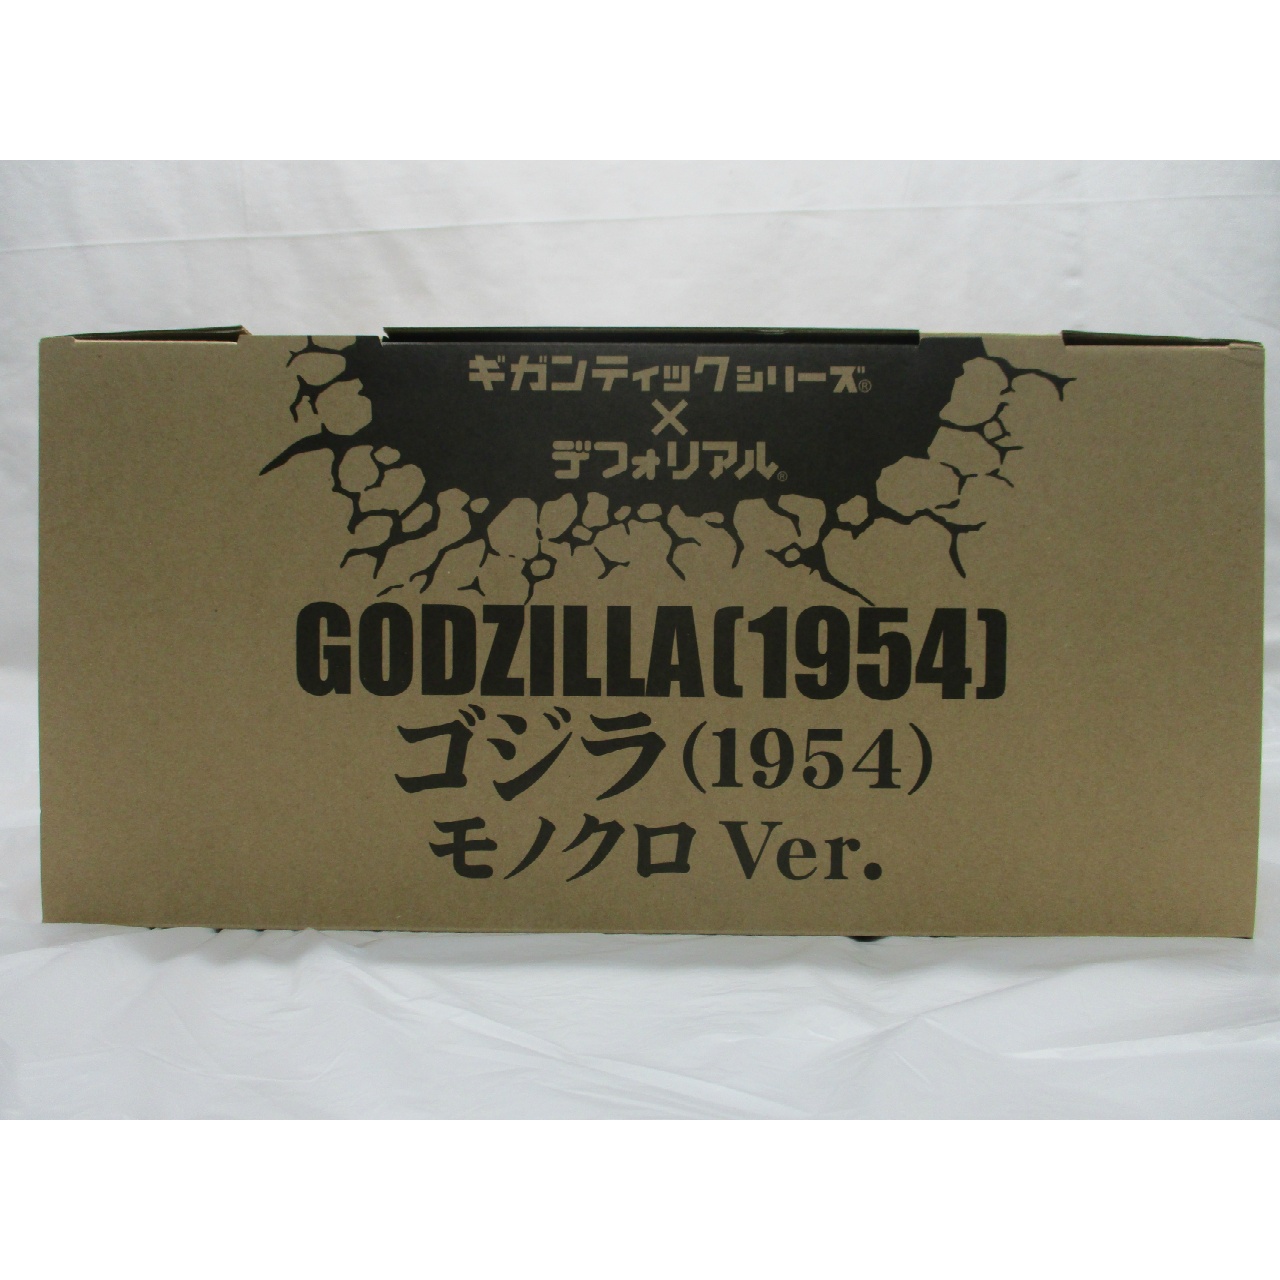 ギガンティックシリーズ®
×
デフォリアル®
GODZILLA(1954)
ゴジラ(1954)
モノクロ Ver.